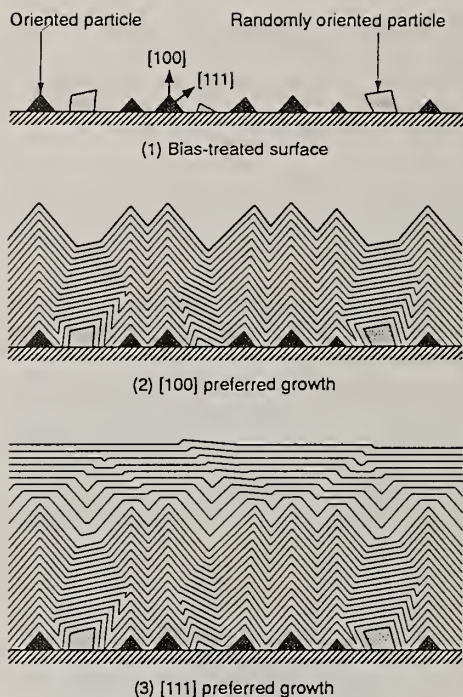 Oriented particle
Randomly oriented particle
[100]
[111]
(1) Bias-treated surface
(2) [100] preferred growth
(3) [111] preferred growth